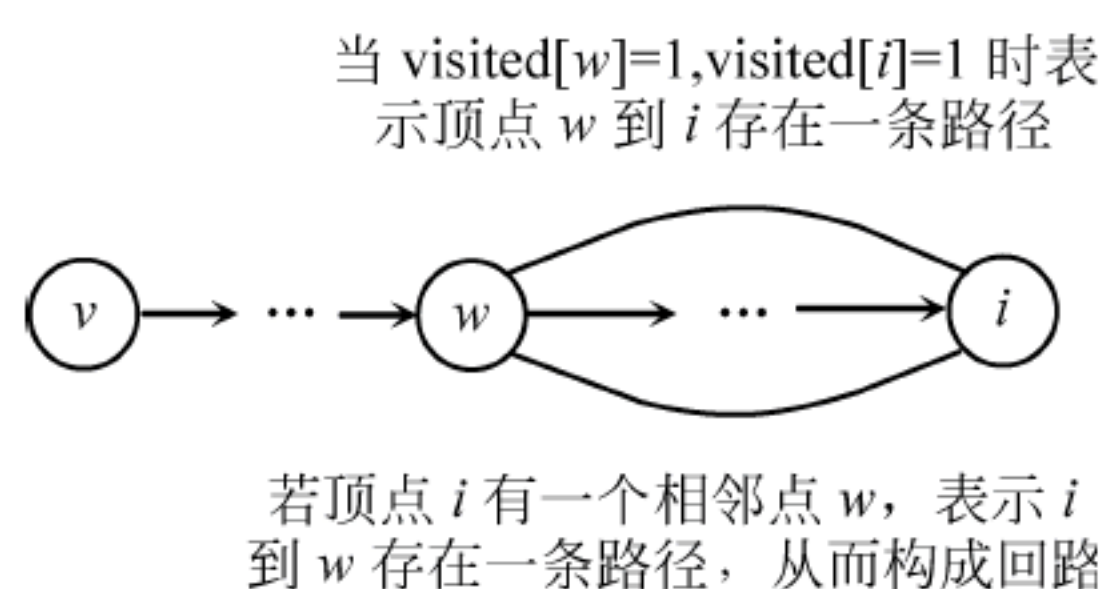 当 visited[w]=1,visited[i]=1 时表
示顶点 w 到 i 存在一条路径
v ... w ... i
若顶点 i 有一个相邻点 w，表示 i
到 w 存在一条路径，从而构成回路